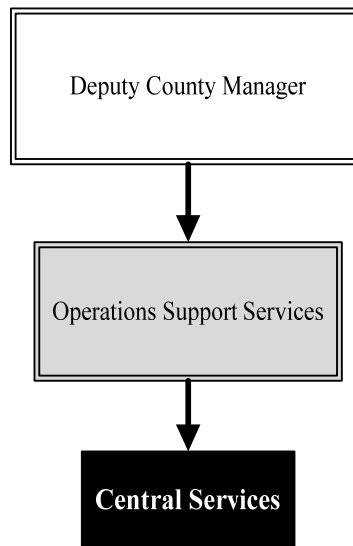 Deputy County Manager
Operations Support Services
Central Services